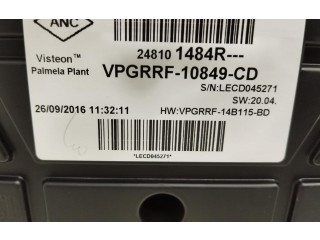 ANC
Visteon™
Palmela Plant
24810 1484R---
VPGRRF-10849-CD
S/N:LECD045271
SW:20.04.
26/09/2016 11:32:11
HW:VPGRRF-14B115-BD
*LECD045271*